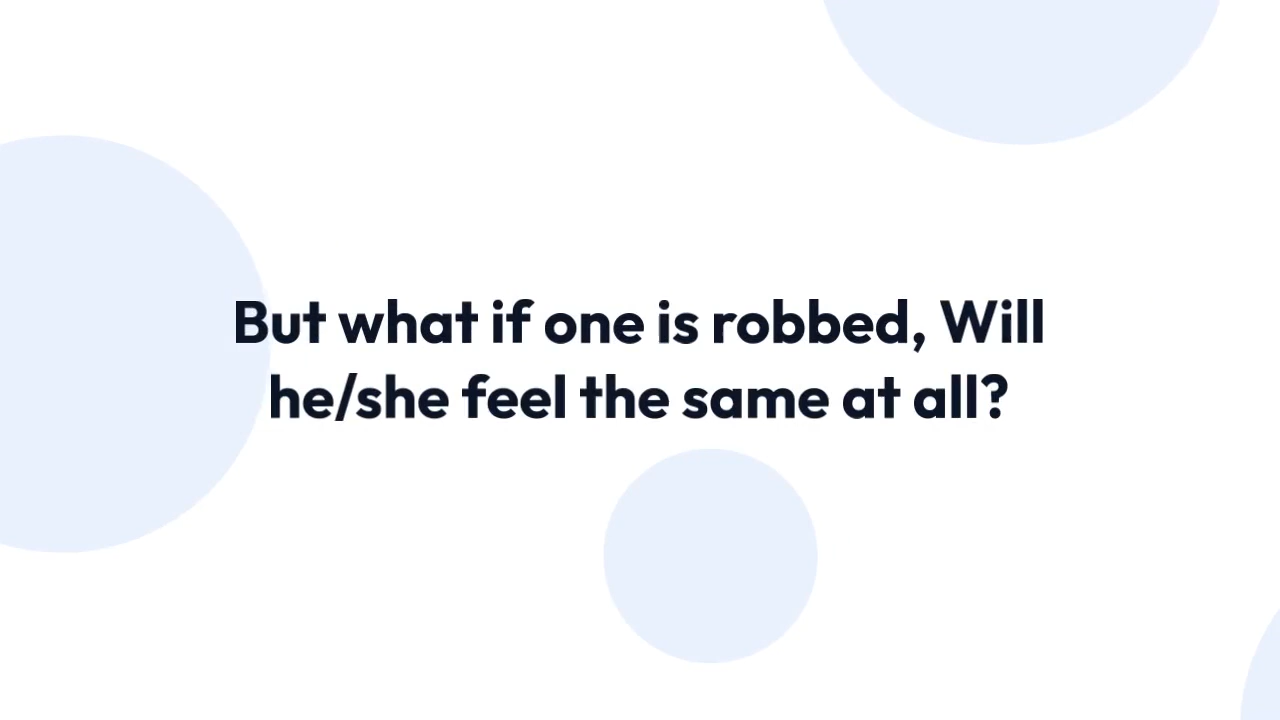 But what if one is robbed, Will
he/she feel the same at all?